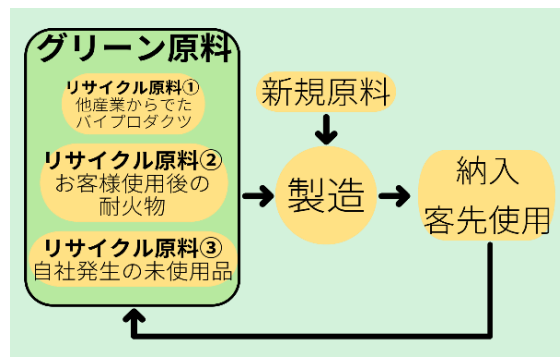 グリーン原料
リサイクル原料①
他産業からでた
バイプロダクツ
リサイクル原料②
お客様使用後の
耐火物
リサイクル原料③
自社発生の未使用品
新規原料
製造
納入
客先使用